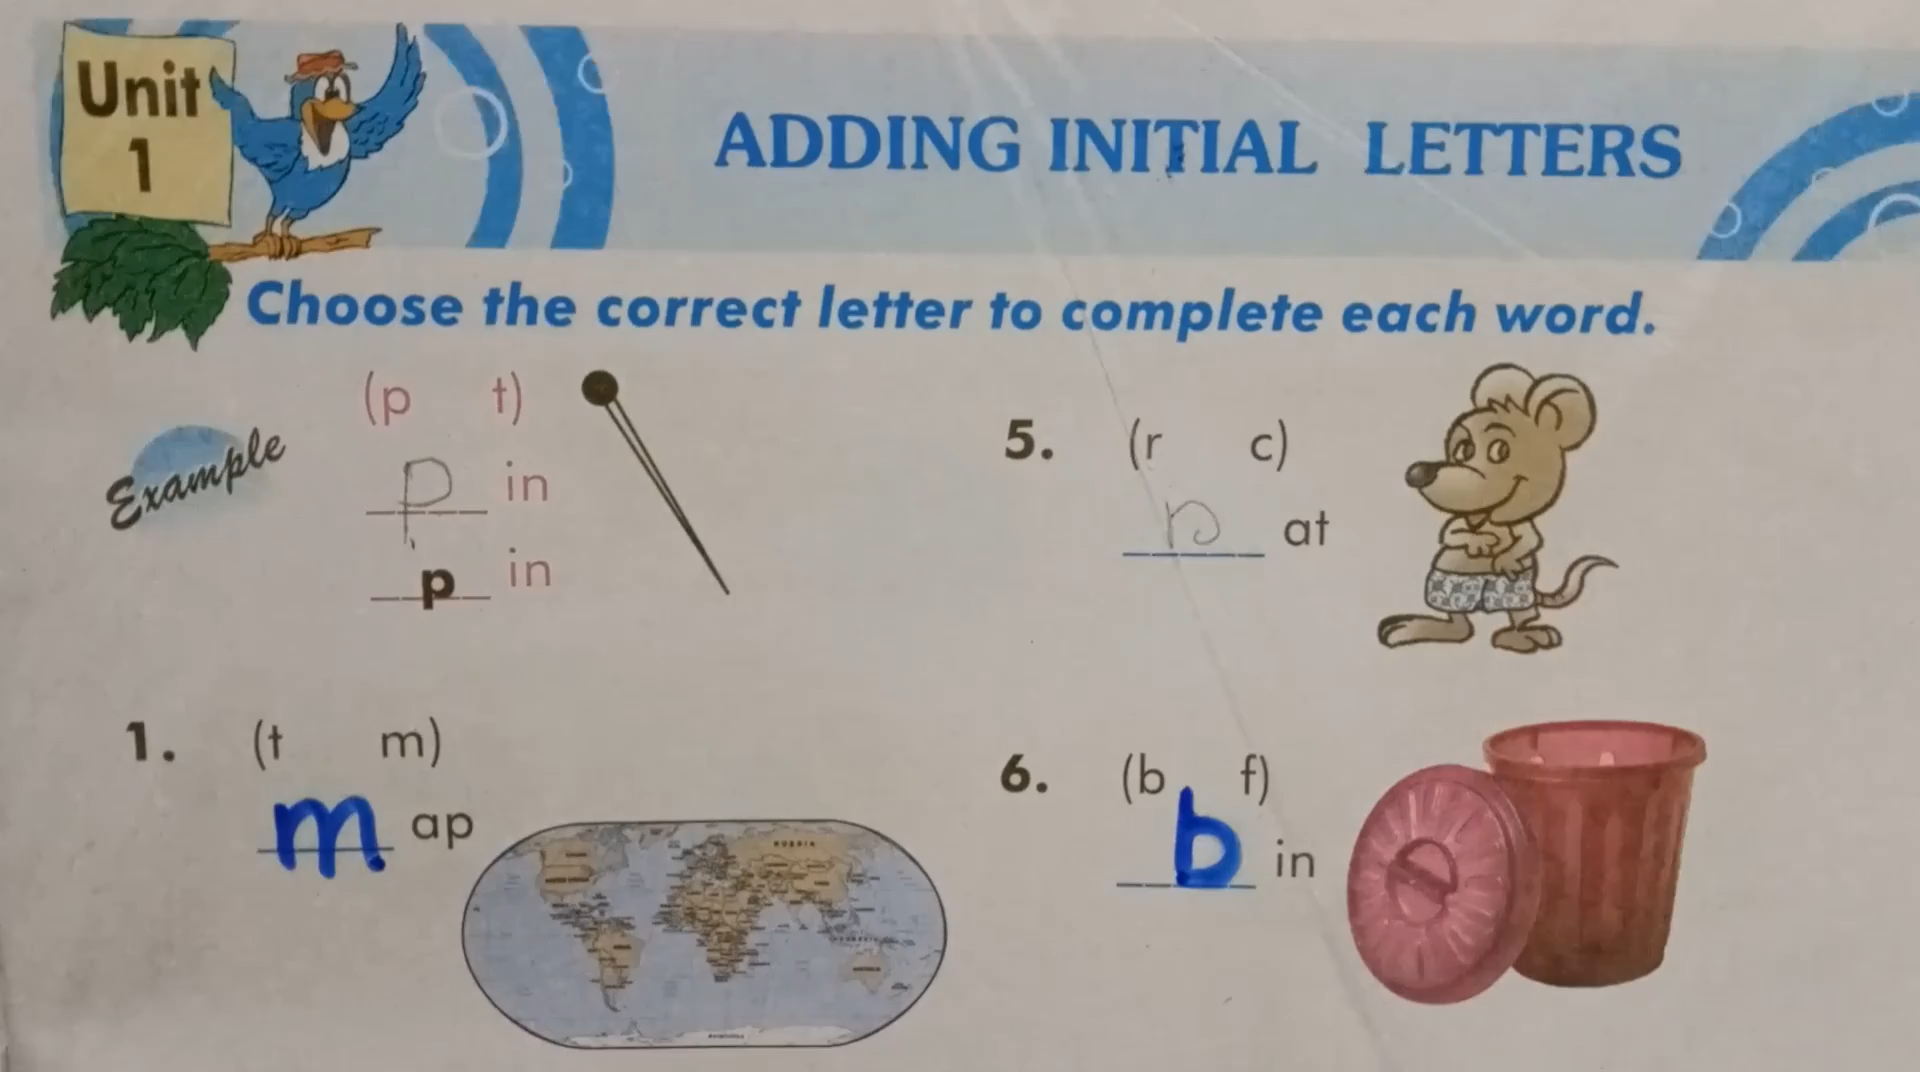 Unit
1
ADDING INITIAL LETTERS
Choose the correct letter to complete each word.
Example
(p t)
p in
p in
1. (t m)
m ap
RUSSIA
5. (r c)
r at
6. (b f)
b in